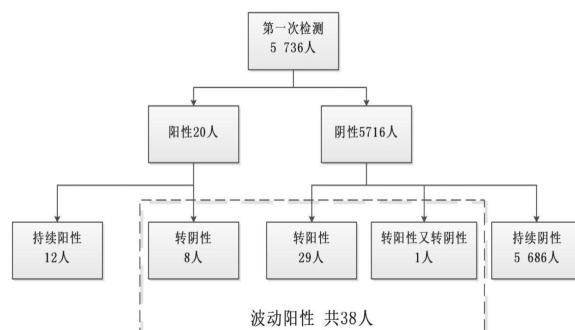 第一次检测
5 736人
阳性20人
阴性5716人
持续阳性
12人
转阴性
8人
转阳性
29人
转阳性又转阴性
1人
持续阴性
5 686人
波动阳性 共38人